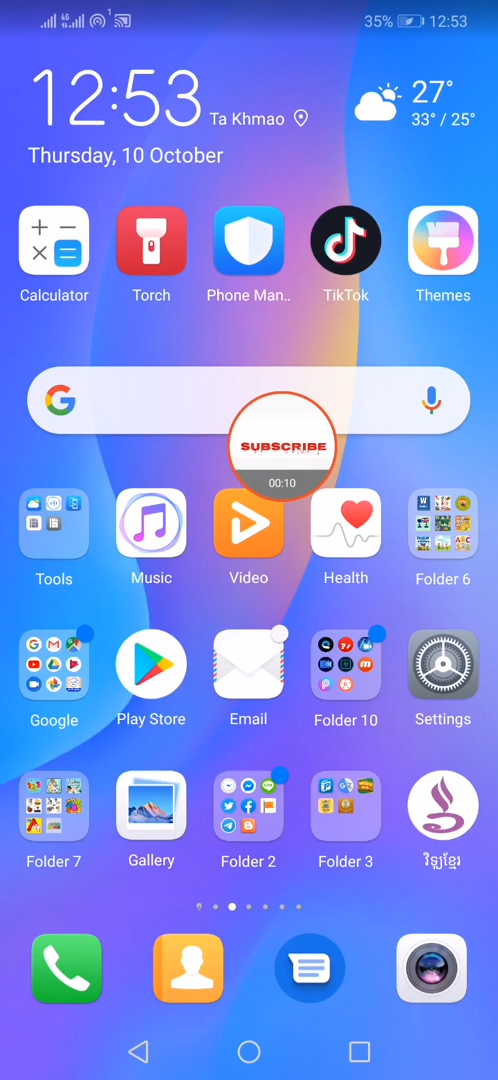 4G 1 35% 12:53
12:53 Ta Khmao 27°
33° / 25°
Thursday, 10 October
Calculator Torch Phone Man.. TikTok Themes
SUBSCRIBE
00:10
Tools Music Video Health Folder 6
Google Play Store Email Folder 10 Settings
Folder 7 Gallery Folder 2 Folder 3 វិទ្យុខ្មែរ